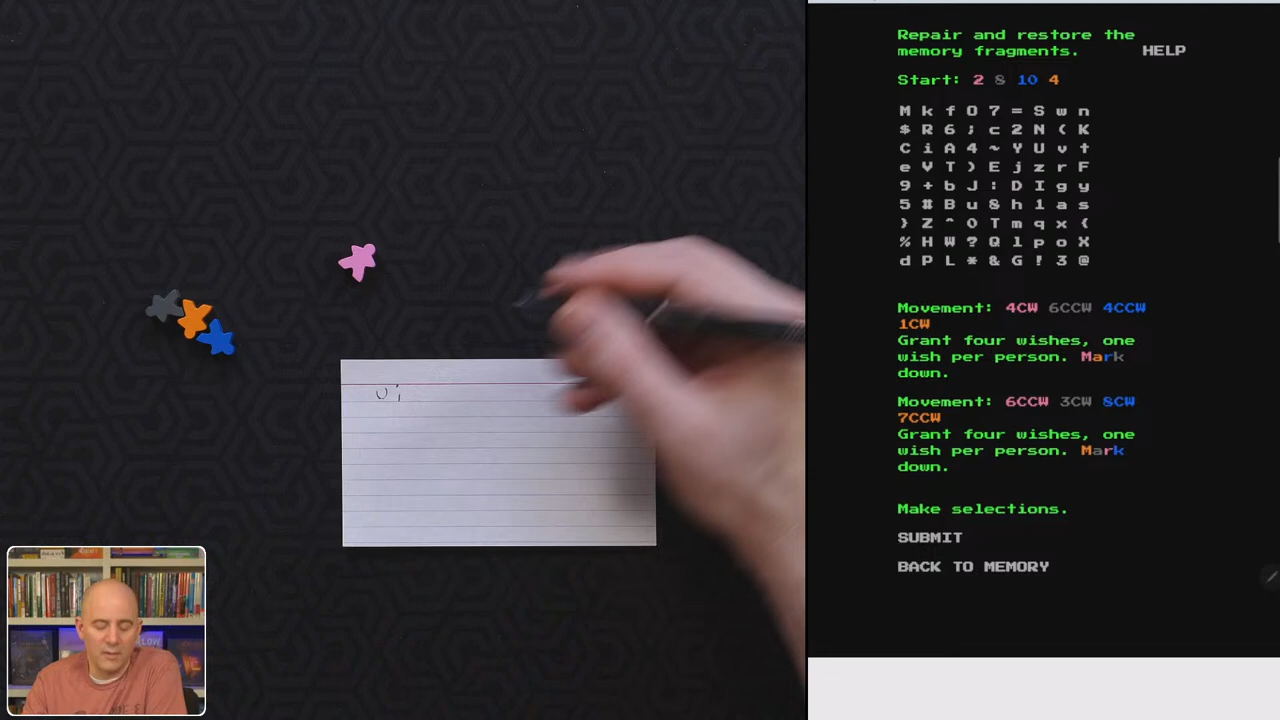 Repair and restore the
memory fragments. HELP
Start: 2 8 10 4
M k f O 7 = S w n
$ R 6 ; c 2 N ( K
C i A 4 ~ Y U v t
e V T ) E j z r F
9 + b J : D I g y
5 # B u 8 h 1 a s
} Z ^ 0 T m q x {
% H W ? Q l p o X
d P L * & G ! 3 @
Movement: 4CW 6CCW 4CCW
1CW
Grant four wishes, one
wish per person. Mark
down.
Movement: 6CCW 3CW 8CW
7CCW
Grant four wishes, one
wish per person. Mark
down.
Make selections.
SUBMIT
BACK TO MEMORY